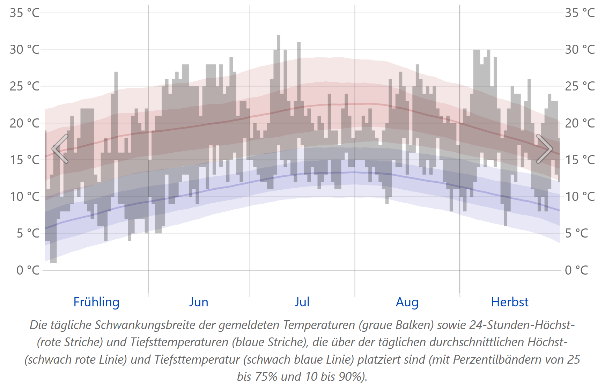 35 °C 35 °C
30 °C 30 °C
25 °C 25 °C
20 °C 20 °C
15 °C 15 °C
10 °C 10 °C
5 °C 5 °C
0 °C 0 °C
Frühling Jun Jul Aug Herbst
Die tägliche Schwankungsbreite der gemeldeten Temperaturen (graue Balken) sowie 24-Stunden-Höchst-
(rote Striche) und Tiefsttemperaturen (blaue Striche), die über der täglichen durchschnittlichen Höchst-
(schwach rote Linie) und Tiefsttemperatur (schwach blaue Linie) platziert sind (mit Perzentilbändern von 25
bis 75% und 10 bis 90%).